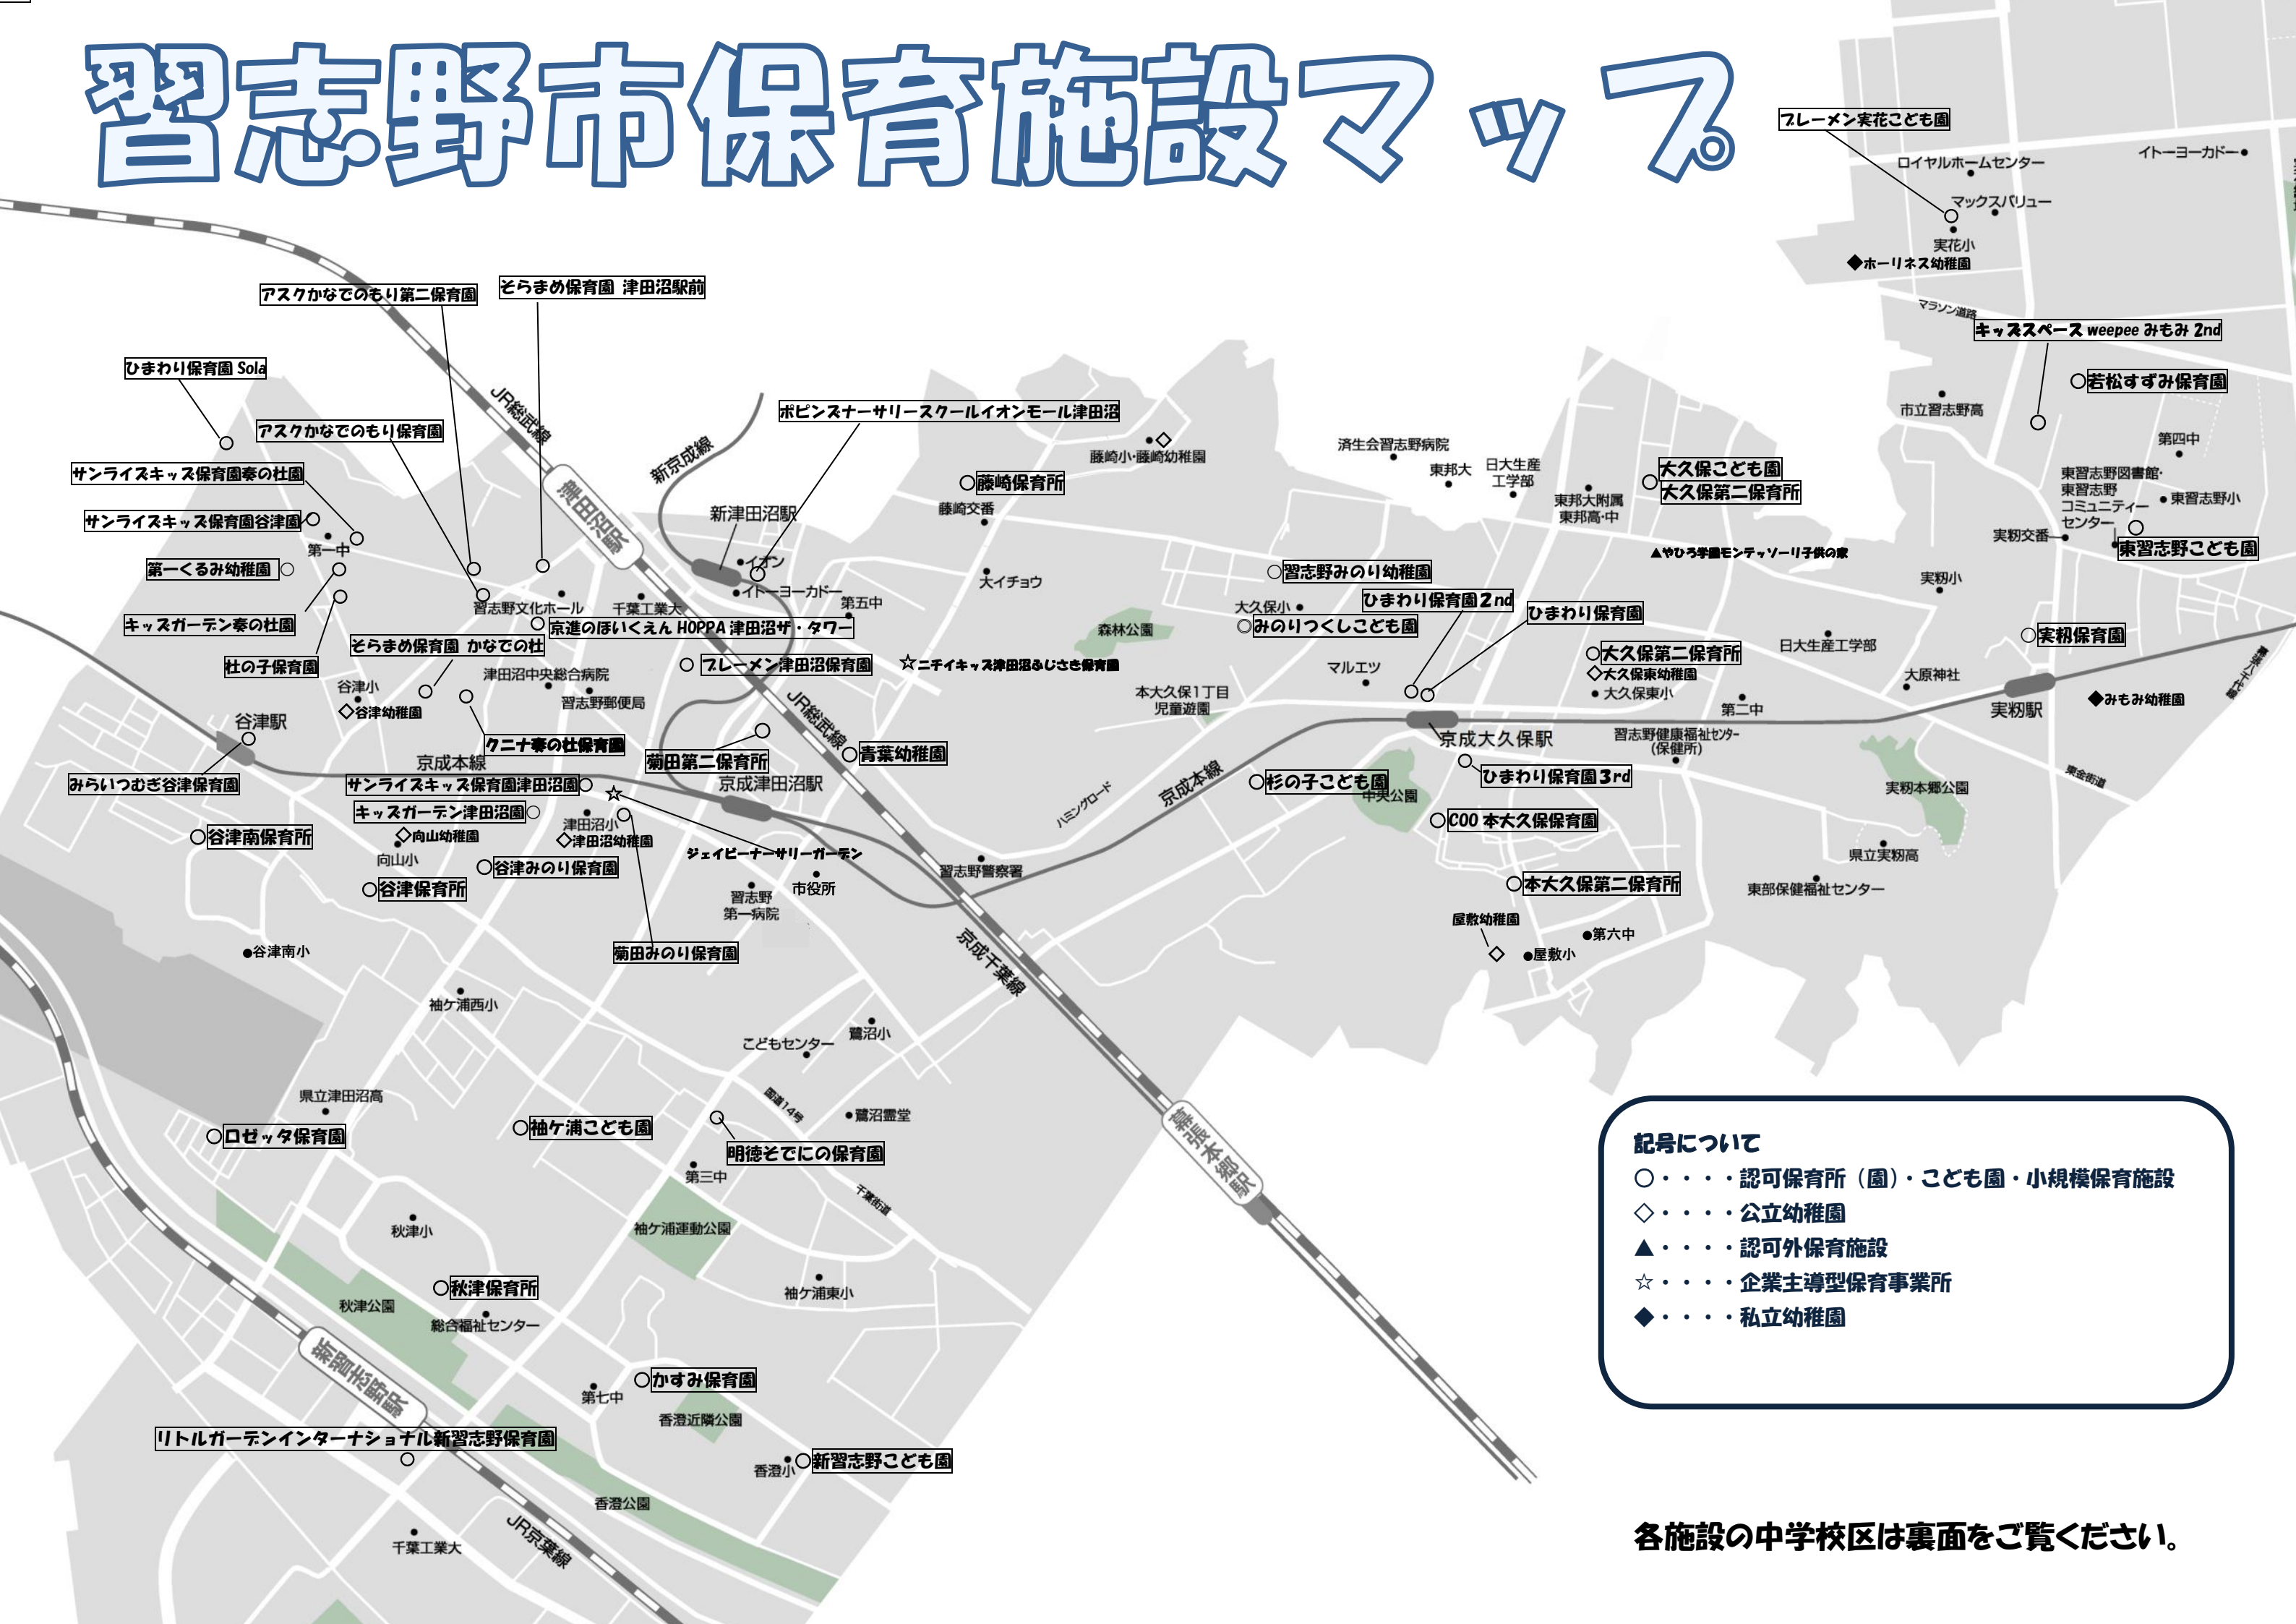 習志野市保育施設マップ
ブレーメン実花こども園
ロイヤルホームセンター
イトーヨーカドー
マックスバリュー
実花小
◆ホーリネス幼稚園
マラソン道路
キッズスペース weepee みもみ 2nd
若松すずみ保育園
市立習志野高
第四中
東習志野図書館・
東習志野
コミュニティー
センター
東習志野小
実籾交番
東習志野こども園
実籾小
アスクかなでのもり第二保育園
そらまめ保育園 津田沼駅前
ひまわり保育園 Sola
アスクかなでのもり保育園
JR総武線
新京成線
ポピンズナーサリースクールイオンモール津田沼
サンライズキッズ保育園奏の杜園
サンライズキッズ保育園谷津園
第一中
第一くるみ幼稚園
キッズガーデン奏の杜園
杜の子保育園
津田沼駅
新津田沼駅
イオン
イトーヨーカドー
第五中
習志野文化ホール
千葉工業大
京進のほいくえん HOPPA 津田沼ザ・タワー
そらまめ保育園 かなでの杜
ブレーメン津田沼保育園
☆ニチイキッズ津田沼ふじさき保育園
津田沼中央総合病院
習志野郵便局
谷津小
◇谷津幼稚園
谷津駅
クニナ奏の杜保育園
京成本線
みらいつむぎ谷津保育園
サンライズキッズ保育園津田沼園
菊田第二保育所
京成津田沼駅
JR総武線
青葉幼稚園
キッズガーデン津田沼園
谷津南保育所
◇向山幼稚園
向山小
津田沼小
◇津田沼幼稚園
ジェイピーナーサリーガーデン
谷津みのり保育園
谷津保育所
習志野
第一病院
市役所
菊田みのり保育園
●谷津南小
藤崎小・藤崎幼稚園
藤崎保育所
藤崎交番
大イチョウ
森林公園
済生会習志野病院
東邦大
日大生産
工学部
東邦大附属
東邦高・中
大久保こども園
大久保第二保育所
▲やひろ学園モンテッソーリ子供の家
習志野みのり幼稚園
大久保小
みのりつくしこども園
ひまわり保育園２nd
ひまわり保育園
マルエツ
本大久保1丁目
児童遊園
大久保第二保育所
◇大久保東幼稚園
大久保東小
第二中
日大生産工学部
大原神社
実籾保育園
実籾駅
◆みもみ幼稚園
京成大久保駅
習志野健康福祉センター
(保健所)
ひまわり保育園３rd
杉の子こども園
中央公園
COO 本大久保保育園
京成本線
ハミングロード
習志野警察署
実籾本郷公園
東金街道
県立実籾高
東部保健福祉センター
本大久保第二保育所
屋敷幼稚園
●第六中
●屋敷小
京成千葉線
袖ケ浦西小
鷺沼小
こどもセンター
国道14号
鷺沼霊堂
県立津田沼高
ロゼッタ保育園
袖ケ浦こども園
明徳そでにの保育園
第三中
千葉街道
幕張本郷駅
秋津小
袖ケ浦運動公園
袖ケ浦東小
秋津保育所
秋津公園
総合福祉センター
新習志野駅
第七中
かすみ保育園
香澄近隣公園
リトルガーデンインターナショナル新習志野保育園
香澄小
新習志野こども園
香澄公園
千葉工業大
JR京葉線
記号について
○・・・・認可保育所（園）・こども園・小規模保育施設
◇・・・・公立幼稚園
▲・・・・認可外保育施設
☆・・・・企業主導型保育事業所
◆・・・・私立幼稚園
各施設の中学校区は裏面をご覧ください。